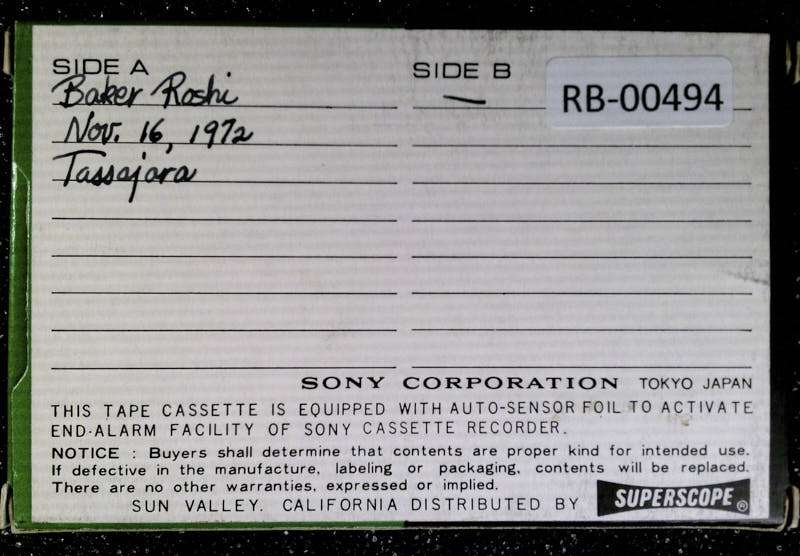 SIDE A
Baker Roshi
Nov. 16, 1972
Tassajara
SIDE B
—
RB-00494
SONY CORPORATION TOKYO JAPAN
THIS TAPE CASSETTE IS EQUIPPED WITH AUTO-SENSOR FOIL TO ACTIVATE
END-ALARM FACILITY OF SONY CASSETTE RECORDER.
NOTICE : Buyers shall determine that contents are proper kind for intended use.
If defective in the manufacture, labeling or packaging, contents will be replaced.
There are no other warranties, expressed or implied.
SUN VALLEY. CALIFORNIA DISTRIBUTED BY SUPERSCOPE®